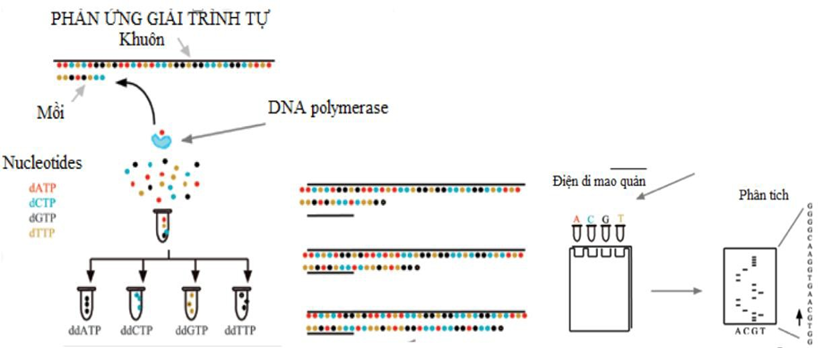 PHẢN ỨNG GIẢI TRÌNH TỰ
Khuôn
Mồi
DNA polymerase
Nucleotides
dATP
dCTP
dGTP
dTTP
ddATP ddCTP ddGTP ddTTP
Điện di mao quản
A C G T
Phân tích
A C G T
G
G
G
G
C
A
A
G
G
T
G
A
A
C
G
T
G
G